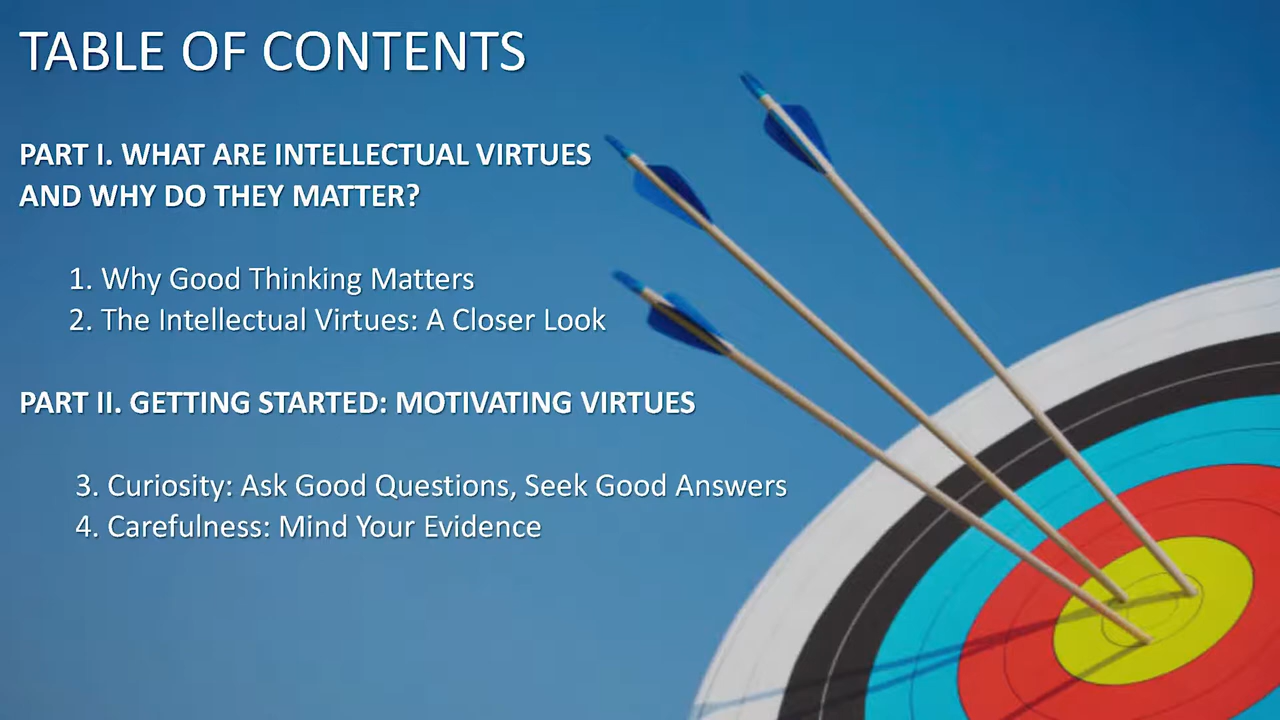 TABLE OF CONTENTS
PART I. WHAT ARE INTELLECTUAL VIRTUES
AND WHY DO THEY MATTER?
1. Why Good Thinking Matters
2. The Intellectual Virtues: A Closer Look
PART II. GETTING STARTED: MOTIVATING VIRTUES
3. Curiosity: Ask Good Questions, Seek Good Answers
4. Carefulness: Mind Your Evidence